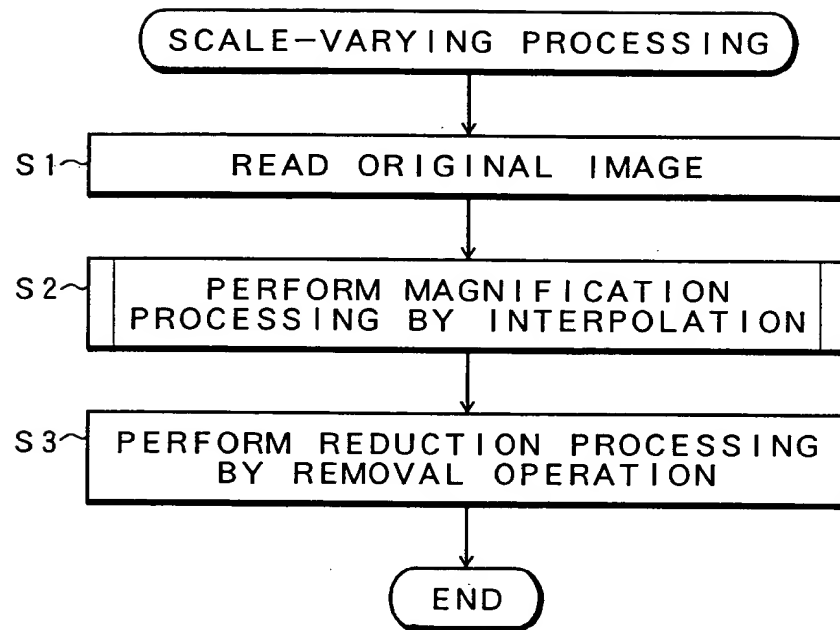 SCALE-VARYING PROCESSING
S1~ READ ORIGINAL IMAGE
S2~ PERFORM MAGNIFICATION
PROCESSING BY INTERPOLATION
S3~ PERFORM REDUCTION PROCESSING
BY REMOVAL OPERATION
END